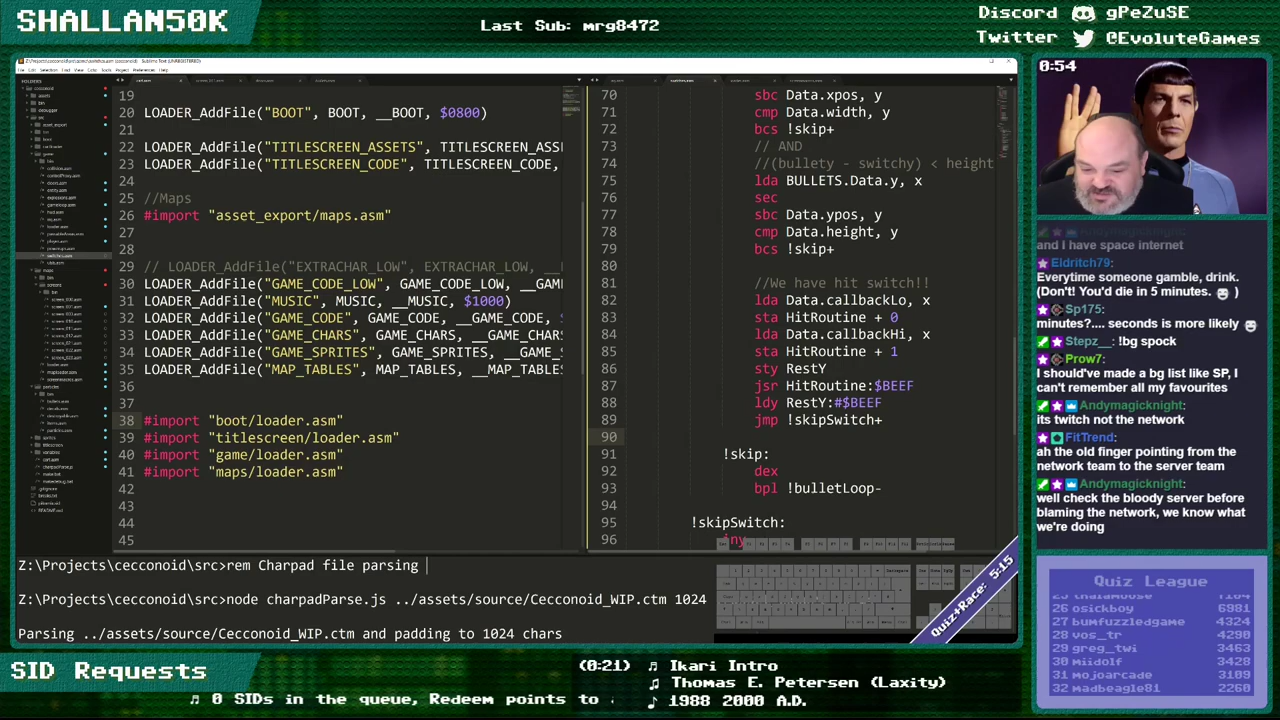 SHALLAN50K
Last Sub: mrg8472
Discord gPeZuSE
Twitter @EvoluteGames
19
20 LOADER_AddFile("BOOT", BOOT, __BOOT, $0800)
21
22 LOADER_AddFile("TITLESCREEN_ASSETS", TITLESCREEN_ASS
23 LOADER_AddFile("TITLESCREEN_CODE", TITLESCREEN_CODE,
24
25 //Maps
26 #import "asset_export/maps.asm"
27
28
29 // LOADER_AddFile("EXTRACHAR_LOW", EXTRACHAR_LOW, __
30 LOADER_AddFile("GAME_CODE_LOW", GAME_CODE_LOW, __GAM
31 LOADER_AddFile("MUSIC", MUSIC, __MUSIC, $1000)
32 LOADER_AddFile("GAME_CODE", GAME_CODE, __GAME_CODE,
33 LOADER_AddFile("GAME_CHARS", GAME_CHARS, __GAME_CHAR
34 LOADER_AddFile("GAME_SPRITES", GAME_SPRITES, __GAME_S
35 LOADER_AddFile("MAP_TABLES", MAP_TABLES, __MAP_TABLES
36
37
38 #import "boot/loader.asm"
39 #import "titlescreen/loader.asm"
40 #import "game/loader.asm"
41 #import "maps/loader.asm"
42
43
44
45
70 sbc Data.xpos, y
71 cmp Data.width, y
72 bcs !skip+
73 // AND
74 //(bullety - switchy) < height
75 lda BULLETS.Data.y, x
76 sec
77 sbc Data.ypos, y
78 cmp Data.height, y
79 bcs !skip+
80
81 //We have hit switch!!
82 lda Data.callbackLo, x
83 sta HitRoutine + 0
84 lda Data.callbackHi, x
85 sta HitRoutine + 1
86 sty RestY
87 jsr HitRoutine:$BEEF
88 ldy RestY:#$BEEF
89 jmp !skipSwitch+
90
91 !skip:
92 dex
93 bpl !bulletLoop-
94
95 !skipSwitch:
96 iny
Z:\Projects\cecconoid\src>rem Charpad file parsing
Z:\Projects\cecconoid\src>node charpadParse.js ../assets/source/Cecconoid_WIP.ctm 1024
Parsing ../assets/source/Cecconoid_WIP.ctm and padding to 1024 chars
Quiz+Race: 5:15
0:54
and I have space internet
Eldritch79:
Everytime someone gamble, drink.
(Don't! You'd die in 5 minutes. )
Sp175:
minutes?.... seconds is more likely
Stepz__: !bg spock
Prow7:
I should've made a bg list like SP, I
can't remember all my favourites
Andymagicknight:
its twitch not the network
FitTrend:
ah the old finger pointing from the
network team to the server team
Andymagicknight:
well check the bloody server before
blaming the network, we know what
we're doing
Quiz League
26 osickboy 6981
27 bumfuzzledgame 4324
28 vos_tr 4290
29 greg_twi 3463
30 Miidolf 3428
31 mojoarcade 3109
32 madbeagle81 2260
SID Requests
(0:21) ♫ Ikari Intro
♫ Thomas E. Petersen (Laxity)
♫ 0 SIDs in the queue, Reeem points to
♪ 1988 2000 A.D.